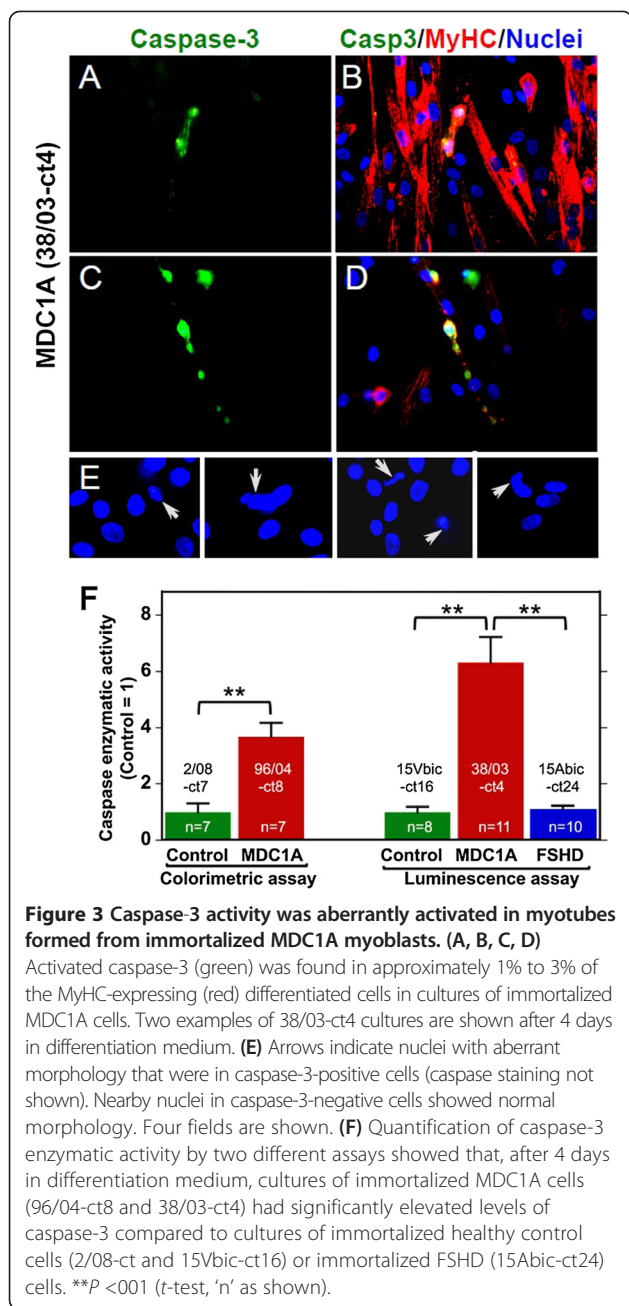 Caspase-3
Casp3/MyHC/Nuclei
MDC1A (38/03-ct4)
A
B
C
D
E
F
Caspase enzymatic activity
(Control = 1)
8
6
4
2
0
**
**
**
2/08
-ct7
96/04
-ct8
15Vbic
-ct16
38/03
-ct4
15Abic
-ct24
n=7
n=7
n=8
n=11
n=10
Control
MDC1A
Control
MDC1A
FSHD
Colorimetric assay
Luminescence assay
Figure 3 Caspase-3 activity was aberrantly activated in myotubes
formed from immortalized MDC1A myoblasts. (A, B, C, D)
Activated caspase-3 (green) was found in approximately 1% to 3% of
the MyHC-expressing (red) differentiated cells in cultures of immortalized
MDC1A cells. Two examples of 38/03-ct4 cultures are shown after 4 days
in differentiation medium. (E) Arrows indicate nuclei with aberrant
morphology that were in caspase-3-positive cells (caspase staining not
shown). Nearby nuclei in caspase-3-negative cells showed normal
morphology. Four fields are shown. (F) Quantification of caspase-3
enzymatic activity by two different assays showed that, after 4 days
in differentiation medium, cultures of immortalized MDC1A cells
(96/04-ct8 and 38/03-ct4) had significantly elevated levels of
caspase-3 compared to cultures of immortalized healthy control
cells (2/08-ct and 15Vbic-ct16) or immortalized FSHD (15Abic-ct24)
cells. **P <001 (t-test, ‘n’ as shown).